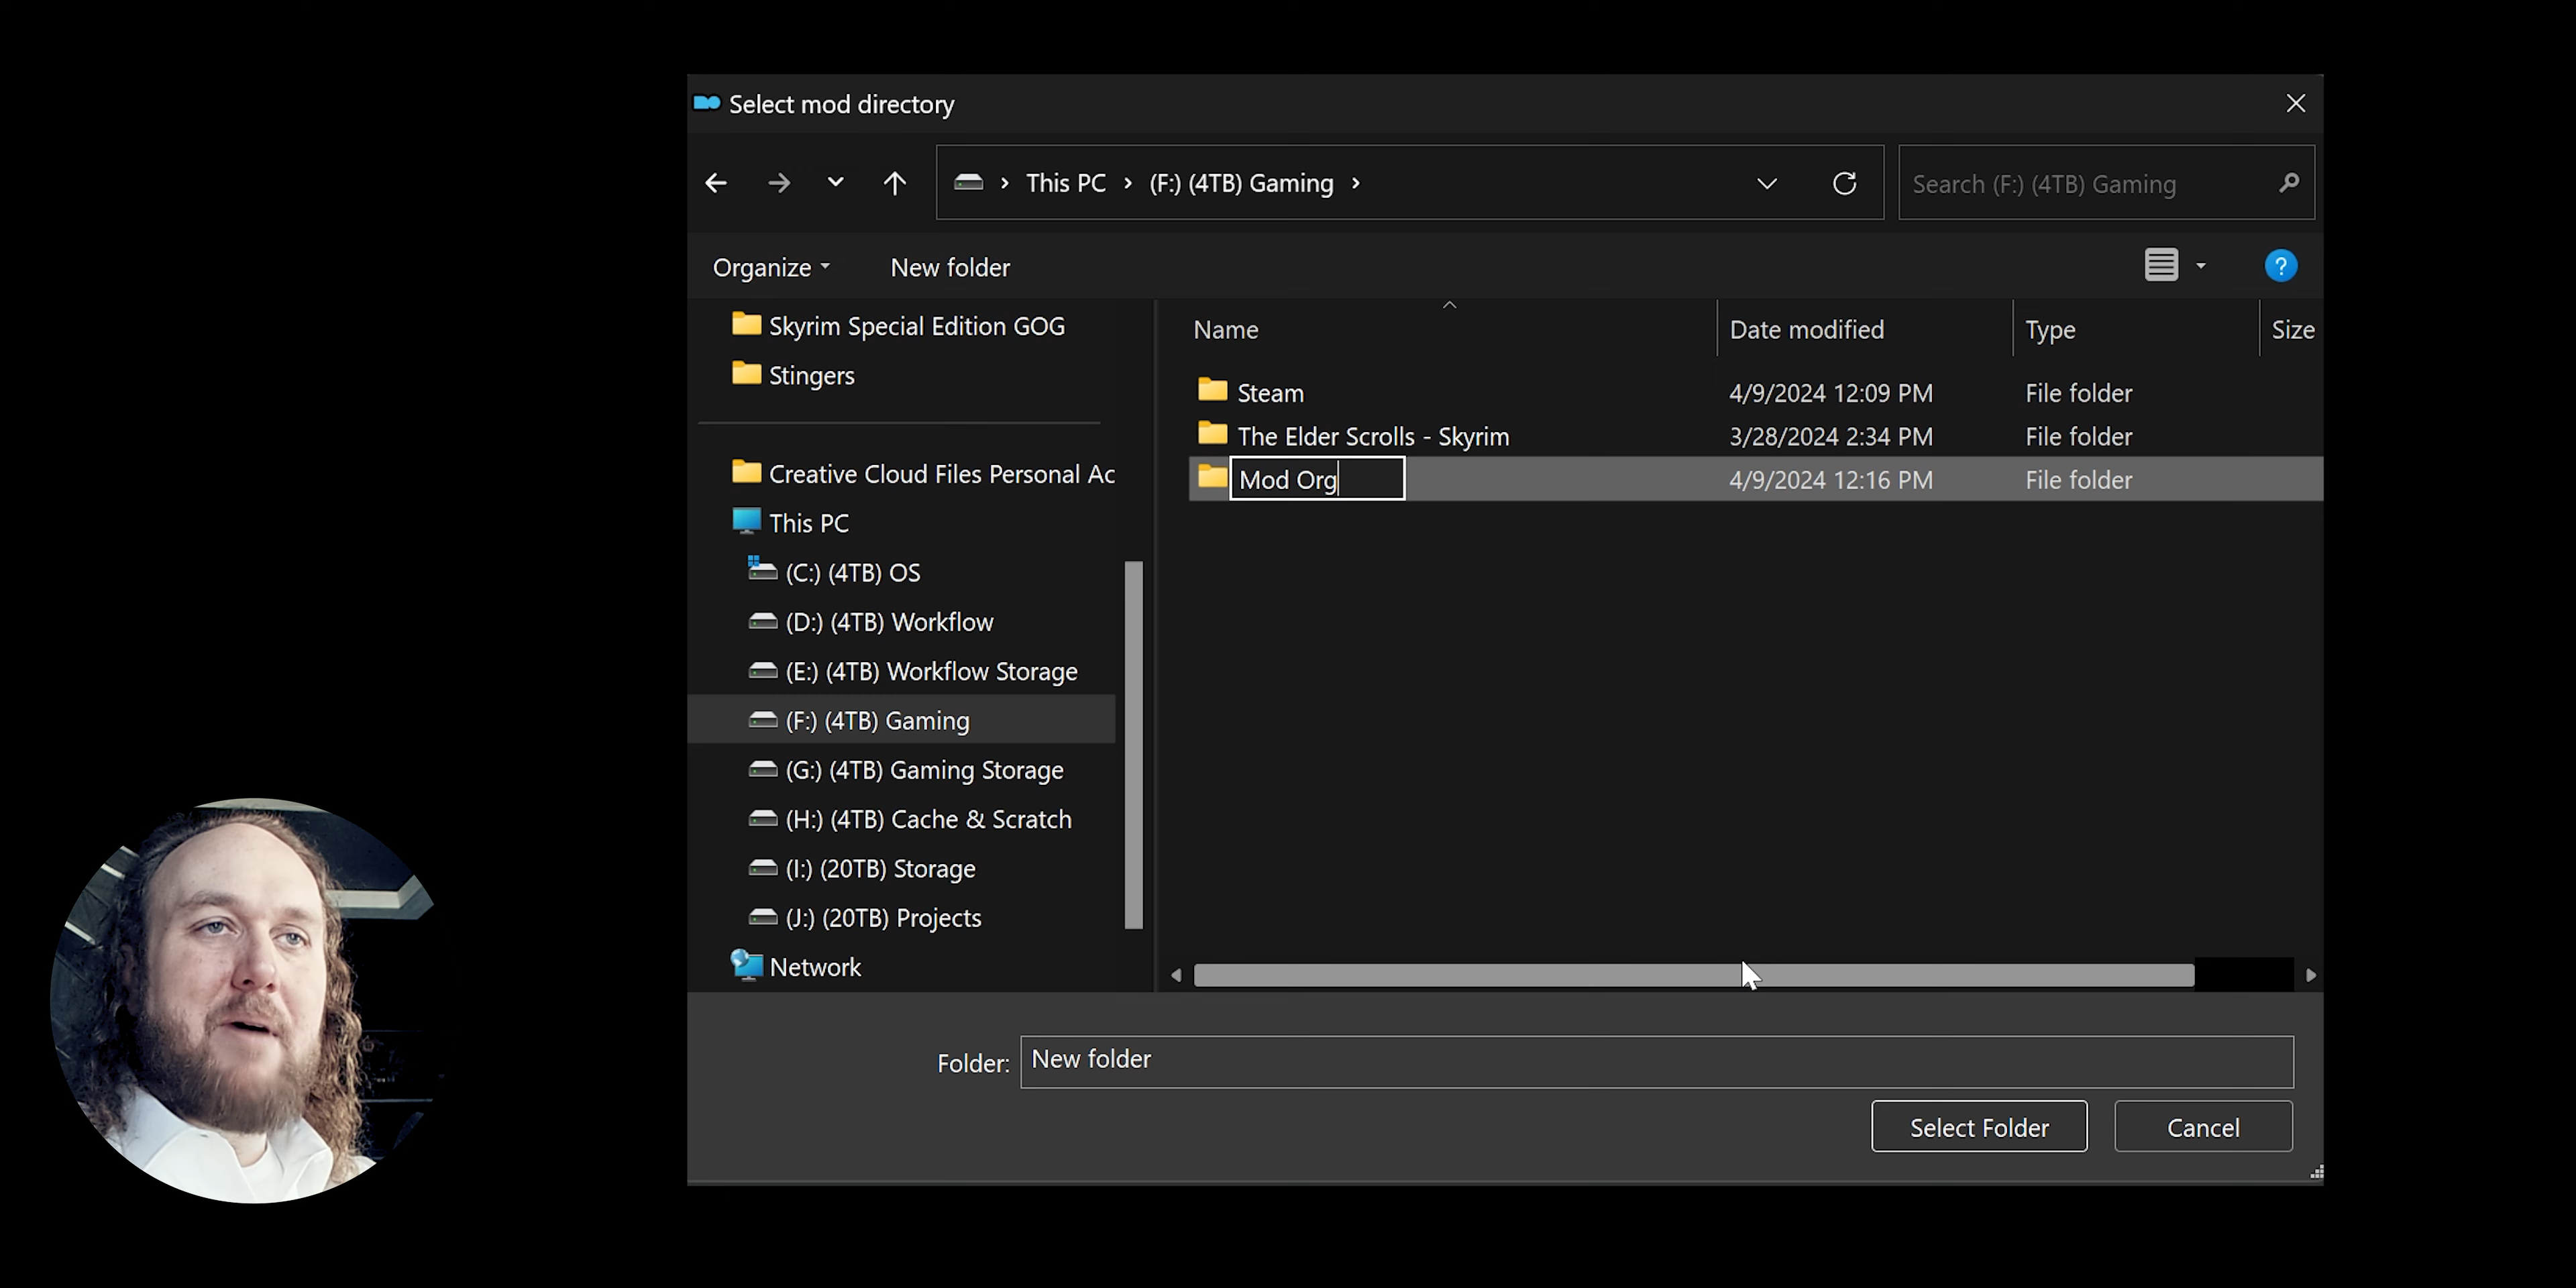 Select mod directory
This PC > (F:) (4TB) Gaming >
Search (F:) (4TB) Gaming
Organize
New folder
Skyrim Special Edition GOG
Stingers
Creative Cloud Files Personal Ac
This PC
(C:) (4TB) OS
(D:) (4TB) Workflow
(E:) (4TB) Workflow Storage
(F:) (4TB) Gaming
(G:) (4TB) Gaming Storage
(H:) (4TB) Cache & Scratch
(I:) (20TB) Storage
(J:) (20TB) Projects
Network
Name Date modified Type Size
Steam 4/9/2024 12:09 PM File folder
The Elder Scrolls - Skyrim 3/28/2024 2:34 PM File folder
Mod Org 4/9/2024 12:16 PM File folder
Folder: New folder
Select Folder
Cancel